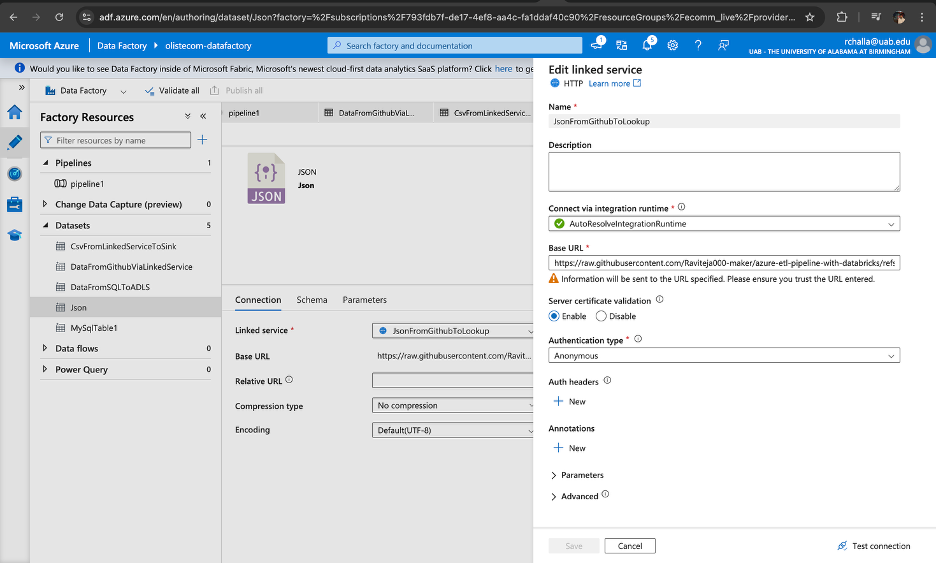 adf.azure.com/en/authoring/dataset/Json?factory=%2Fsubscriptions%2F793fdb7f-de17-4ef8-aa4c-fa1ddaf40c90%2FresourceGroups%2Fecomm_live%2Fprovider...
Microsoft Azure
Data Factory
olistecom-datafactory
Search factory and documentation
1
5
rchalla@uab.edu
UAB - THE UNIVERSITY OF ALABAMA AT BIRMINGHAM
Would you like to see Data Factory inside of Microsoft Fabric, Microsoft's newest cloud-first data analytics SaaS platform? Click here to ge
Data Factory
Validate all
Publish all
Factory Resources
Filter resources by name
Pipelines 1
pipeline1
Change Data Capture (preview) 0
Datasets 5
CsvFromLinkedServiceToSink
DataFromGithubViaLinkedService
DataFromSQLToADLS
Json
MySqlTable1
Data flows 0
Power Query 0
pipeline1
DataFromGithubViaL...
CsvFromLinkedServic...
JSON
JSON
Json
Connection
Schema
Parameters
Linked service *
JsonFromGithubToLookup
Base URL
https://raw.githubusercontent.com/Ravit...
Relative URL
Compression type
No compression
Encoding
Default(UTF-8)
Edit linked service
HTTP Learn more
Name *
JsonFromGithubToLookup
Description
Connect via integration runtime *
AutoResolveIntegrationRuntime
Base URL *
https://raw.githubusercontent.com/Raviteja000-maker/azure-etl-pipeline-with-databricks/refs
Information will be sent to the URL specified. Please ensure you trust the URL entered.
Server certificate validation
Enable Disable
Authentication type *
Anonymous
Auth headers
New
Annotations
New
Parameters
Advanced
Save
Cancel
Test connection